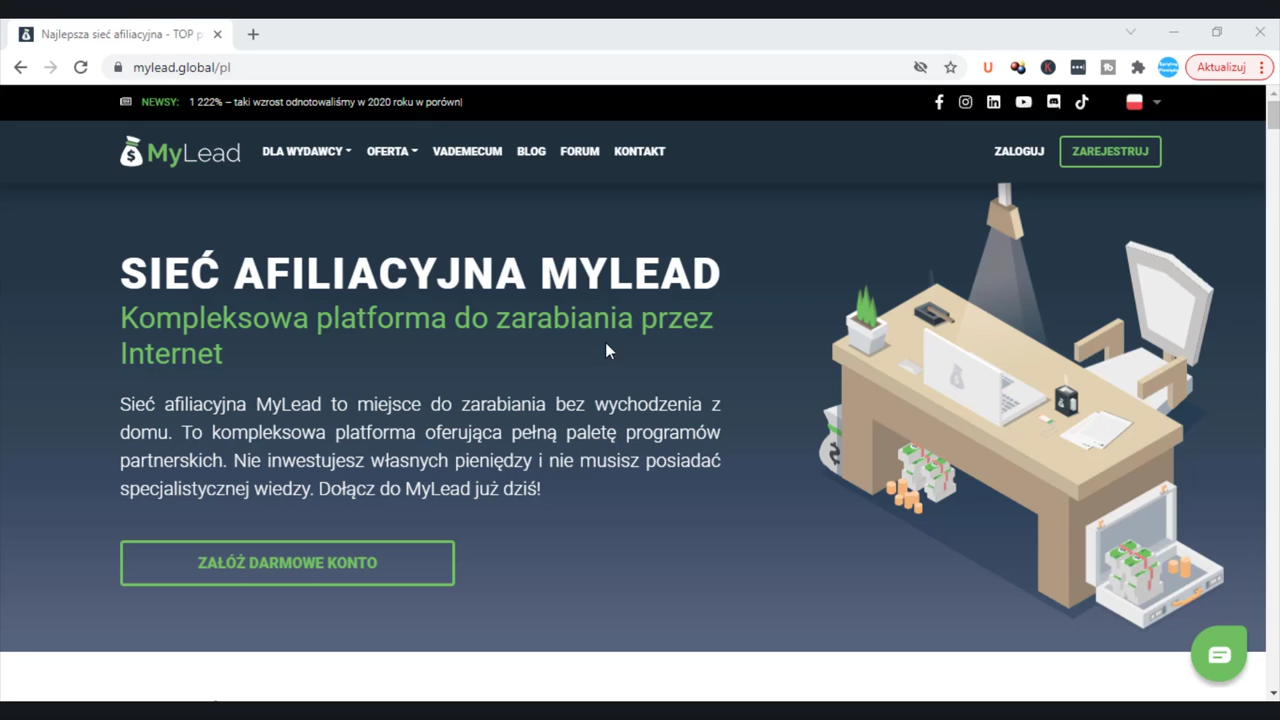 Najlepsza sieć afiliacyjna - TOP p
mylead.global/pl
Aktualizuj
NEWSY: 1 222% – taki wzrost odnotowaliśmy w 2020 roku w porówn
MyLead
DLA WYDAWCY
OFERTA
VADEMECUM
BLOG
FORUM
KONTAKT
ZALOGUJ
ZAREJESTRUJ
SIEĆ AFILIACYJNA MYLEAD
Kompleksowa platforma do zarabiania przez
Internet
Sieć afiliacyjna MyLead to miejsce do zarabiania bez wychodzenia z
domu. To kompleksowa platforma oferująca pełną paletę programów
partnerskich. Nie inwestujesz własnych pieniędzy i nie musisz posiadać
specjalistycznej wiedzy. Dołącz do MyLead już dziś!
ZAŁÓŻ DARMOWE KONTO